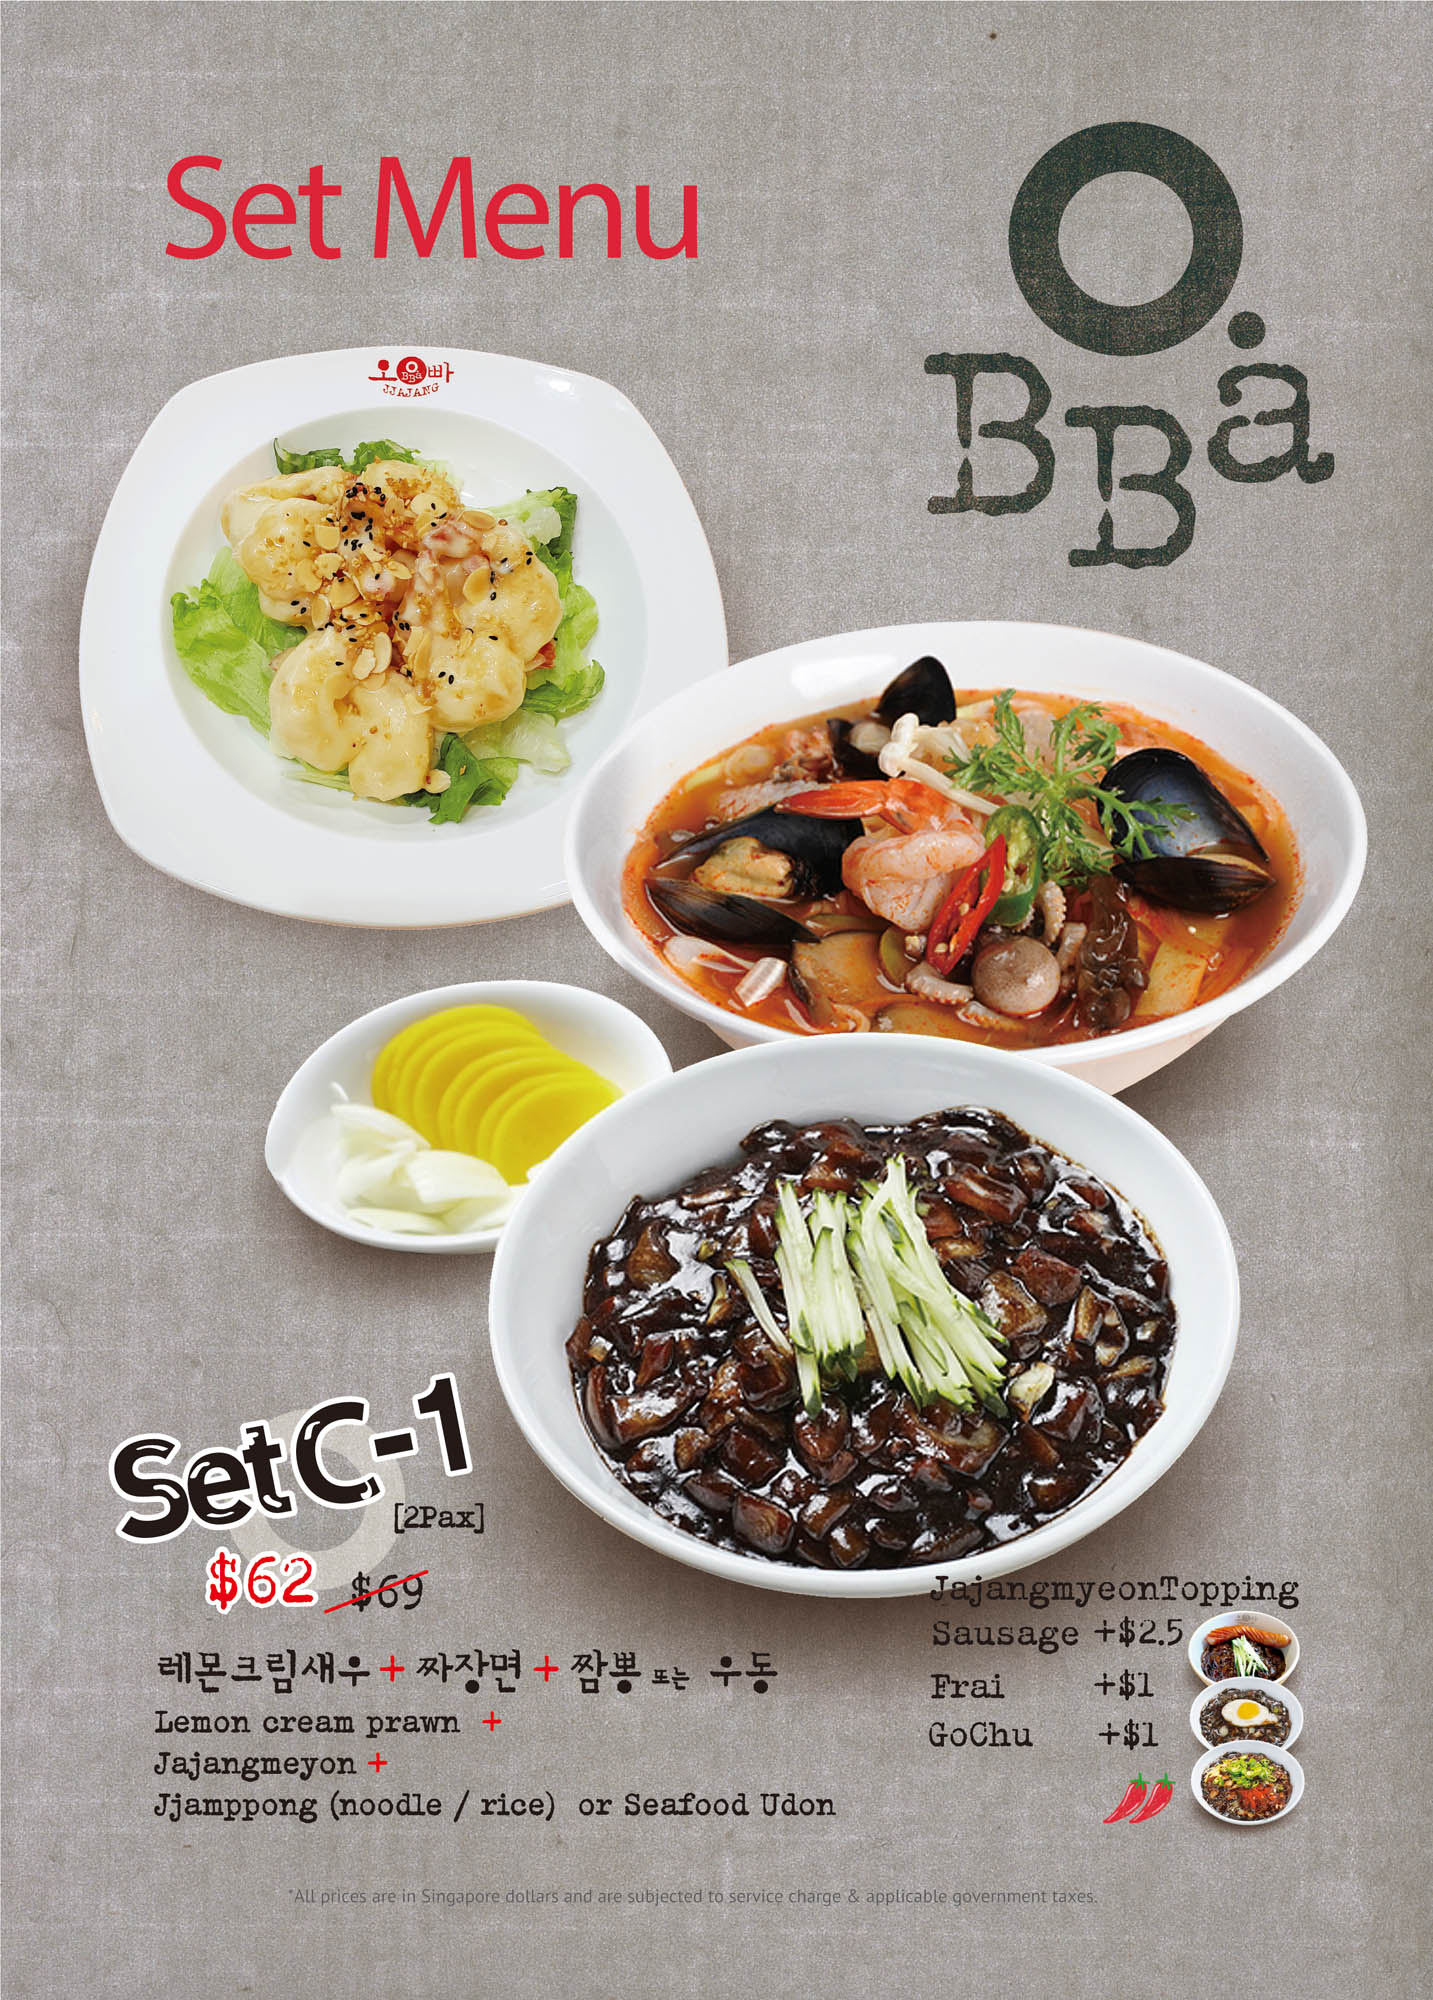 Set Menu
O.
BBa
오 O.BBa 빠
JJAJANG
Set C-1
[2Pax]
$62 $69
레몬크림새우 + 짜장면 + 짬뽕 또는 우동
Lemon cream prawn +
Jajangmeyon +
Jjamppong (noodle / rice) or Seafood Udon
JajangmyeonTopping
Sausage +$2.5
Frai +$1
GoChu +$1
*All prices are in Singapore dollars and are subjected to service charge & applicable government taxes.